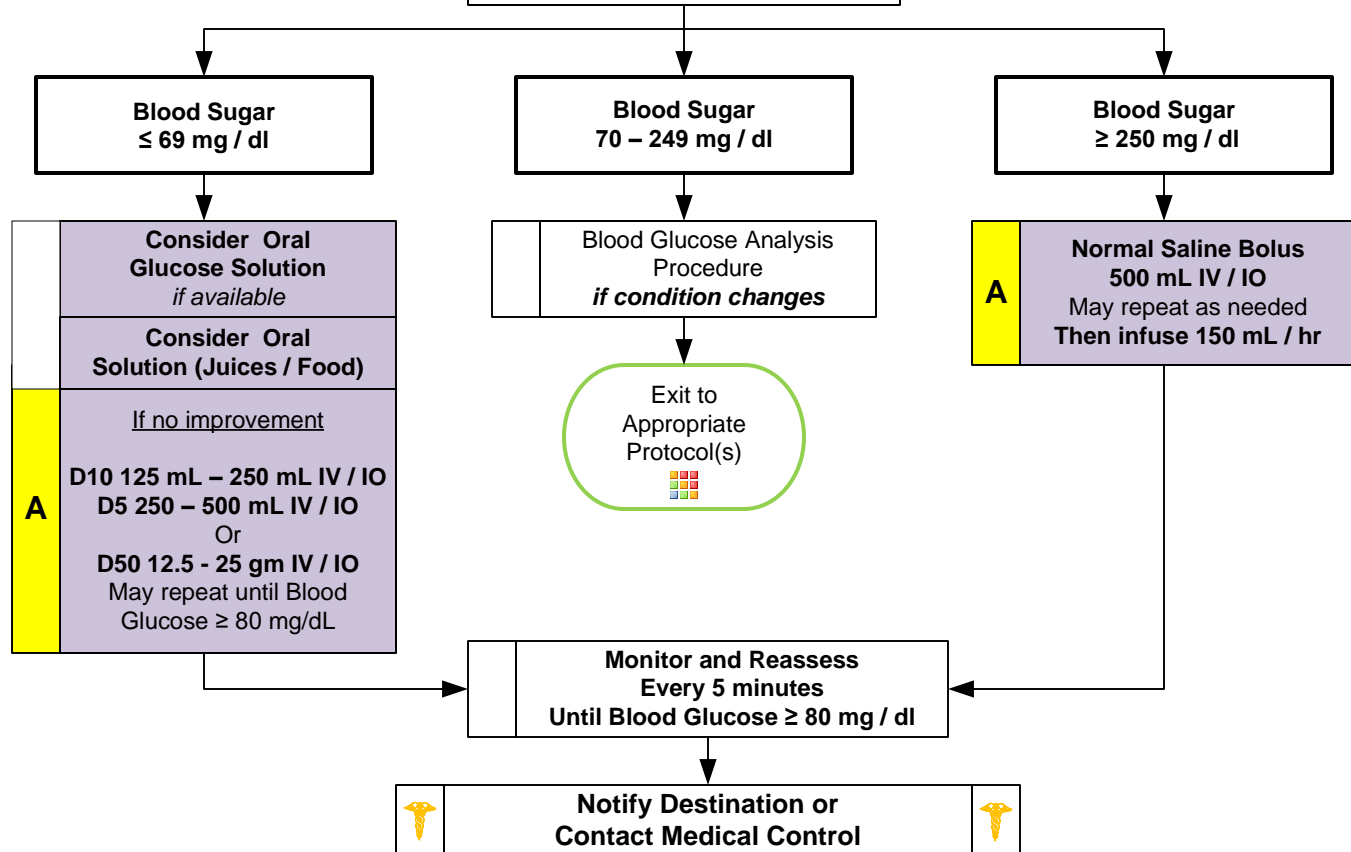 Blood Sugar
≤ 69 mg / dl
Blood Sugar
70 – 249 mg / dl
Blood Sugar
≥ 250 mg / dl
Consider Oral
Glucose Solution
if available
Consider Oral
Solution (Juices / Food)
A
If no improvement
D10 125 mL – 250 mL IV / IO
D5 250 – 500 mL IV / IO
Or
D50 12.5 - 25 gm IV / IO
May repeat until Blood
Glucose ≥ 80 mg/dL
Blood Glucose Analysis
Procedure
if condition changes
Exit to
Appropriate
Protocol(s)
A
Normal Saline Bolus
500 mL IV / IO
May repeat as needed
Then infuse 150 mL / hr
Monitor and Reassess
Every 5 minutes
Until Blood Glucose ≥ 80 mg / dl
Notify Destination or
Contact Medical Control